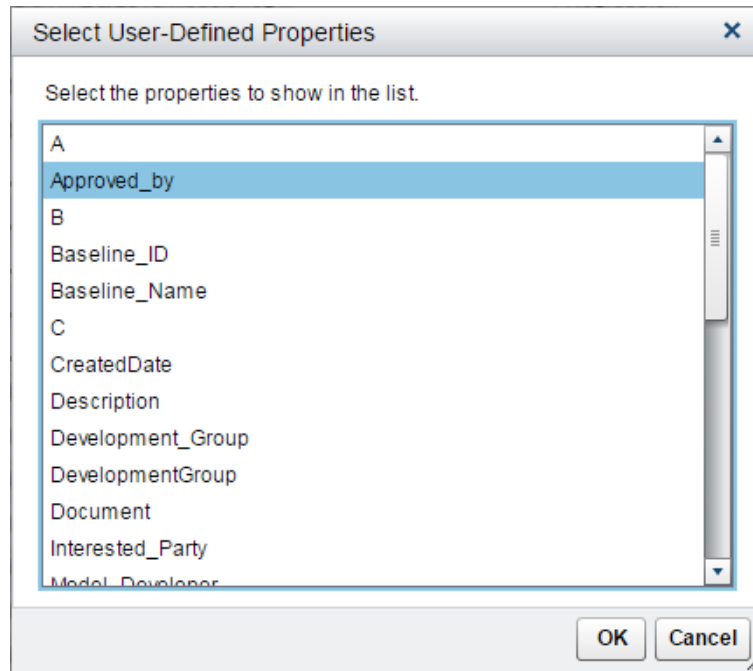 Select User-Defined Properties
Select the properties to show in the list.
A
Approved_by
B
Baseline_ID
Baseline_Name
C
CreatedDate
Description
Development_Group
DevelopmentGroup
Document
Interested_Party
Model_Developer
OK Cancel